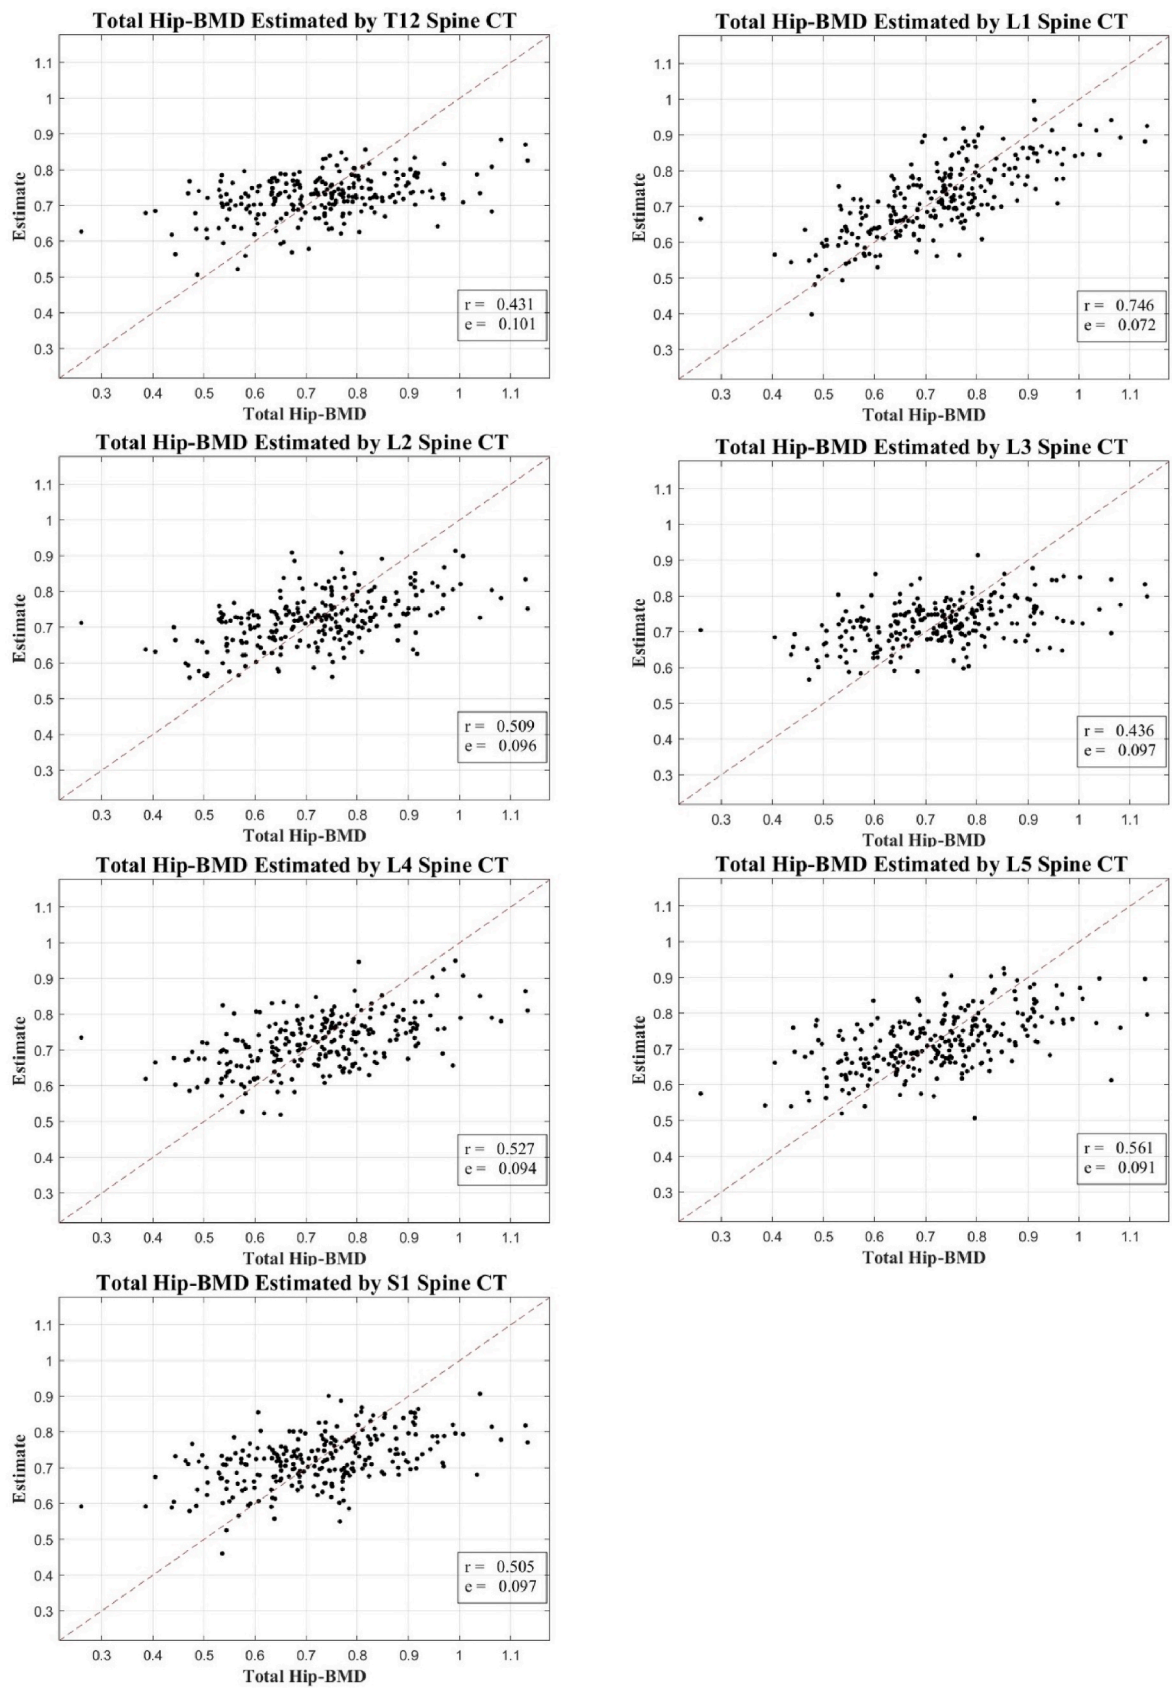 Total Hip-BMD Estimated by T12 Spine CT
1.1
1
0.9
0.8
0.7
0.6
0.5
0.4
0.3
Estimate
r = 0.431
e = 0.101
0.3 0.4 0.5 0.6 0.7 0.8 0.9 1 1.1
Total Hip-BMD
Total Hip-BMD Estimated by L1 Spine CT
1.1
1
0.9
0.8
0.7
0.6
0.5
0.4
0.3
Estimate
r = 0.746
e = 0.072
0.3 0.4 0.5 0.6 0.7 0.8 0.9 1 1.1
Total Hip-BMD
Total Hip-BMD Estimated by L2 Spine CT
1.1
1
0.9
0.8
0.7
0.6
0.5
0.4
0.3
Estimate
r = 0.509
e = 0.096
0.3 0.4 0.5 0.6 0.7 0.8 0.9 1 1.1
Total Hip-BMD
Total Hip-BMD Estimated by L3 Spine CT
1.1
1
0.9
0.8
0.7
0.6
0.5
0.4
0.3
Estimate
r = 0.436
e = 0.097
0.3 0.4 0.5 0.6 0.7 0.8 0.9 1 1.1
Total Hip-BMD
Total Hip-BMD Estimated by L4 Spine CT
1.1
1
0.9
0.8
0.7
0.6
0.5
0.4
0.3
Estimate
r = 0.527
e = 0.094
0.3 0.4 0.5 0.6 0.7 0.8 0.9 1 1.1
Total Hip-BMD
Total Hip-BMD Estimated by L5 Spine CT
1.1
1
0.9
0.8
0.7
0.6
0.5
0.4
0.3
Estimate
r = 0.561
e = 0.091
0.3 0.4 0.5 0.6 0.7 0.8 0.9 1 1.1
Total Hip-BMD
Total Hip-BMD Estimated by S1 Spine CT
1.1
1
0.9
0.8
0.7
0.6
0.5
0.4
0.3
Estimate
r = 0.505
e = 0.097
0.3 0.4 0.5 0.6 0.7 0.8 0.9 1 1.1
Total Hip-BMD